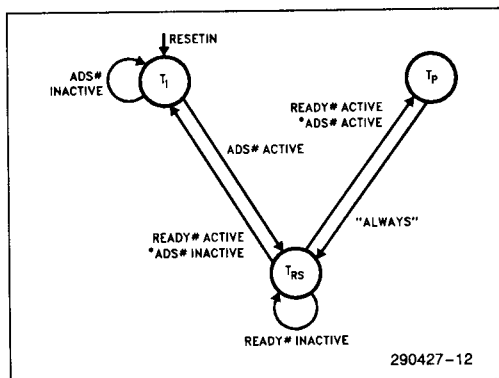 RESETIN
ADS#
INACTIVE
TI
TP
READY# ACTIVE
*ADS# ACTIVE
ADS# ACTIVE
"ALWAYS"
READY# ACTIVE
*ADS# INACTIVE
TRS
READY# INACTIVE
290427-12